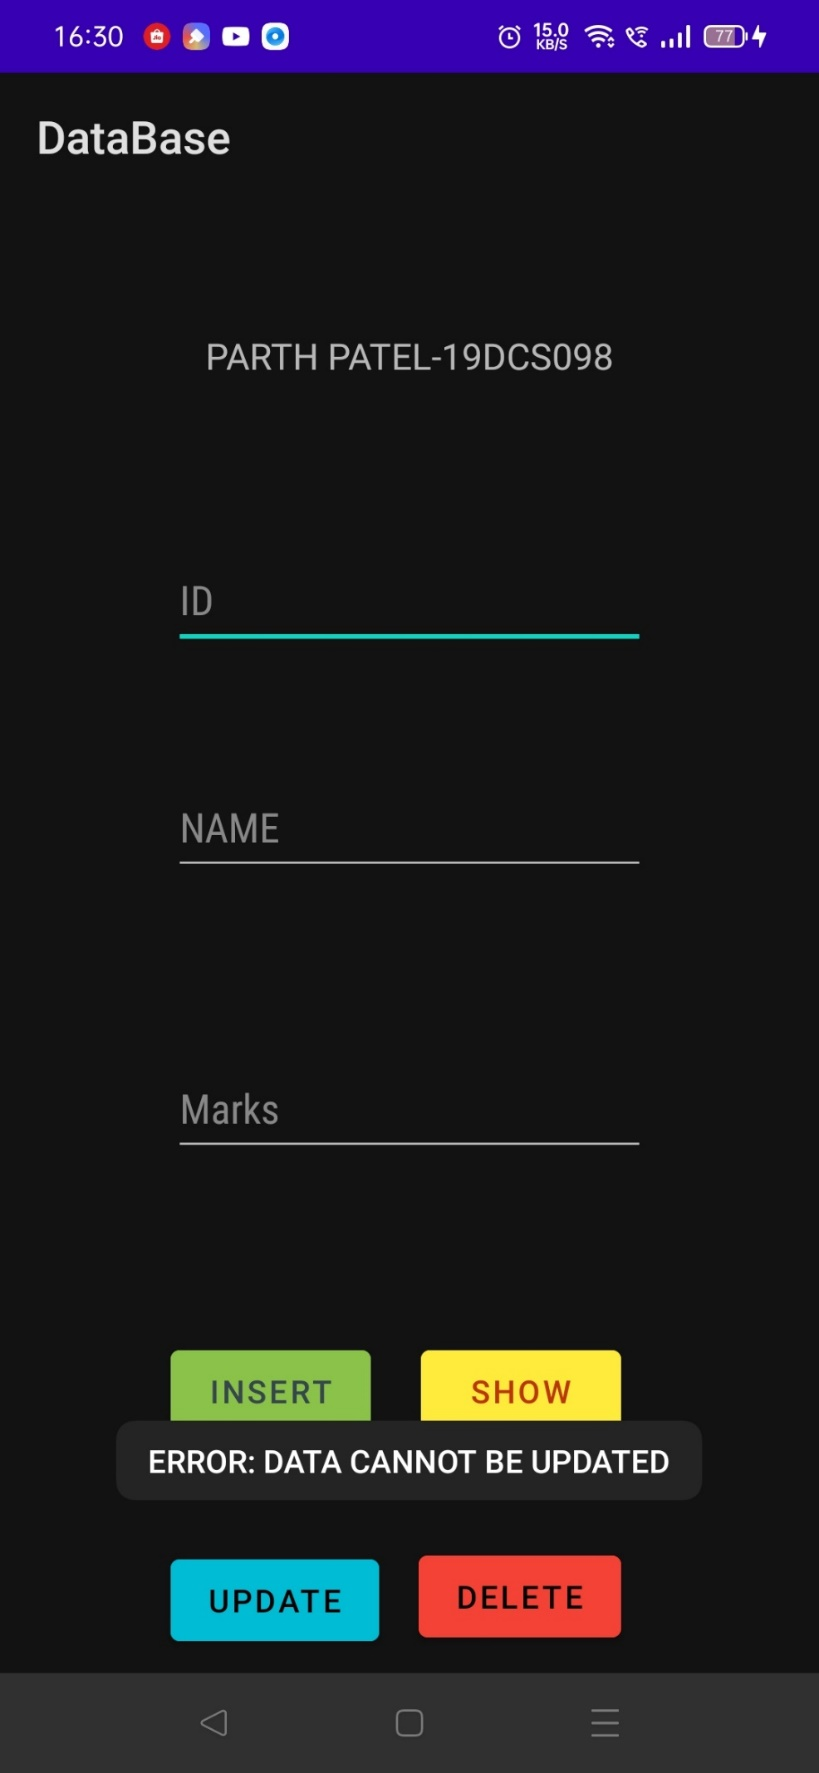 16:30 15.0 KB/S 77
DataBase
PARTH PATEL-19DCS098
ID
NAME
Marks
INSERT SHOW
ERROR: DATA CANNOT BE UPDATED
UPDATE DELETE